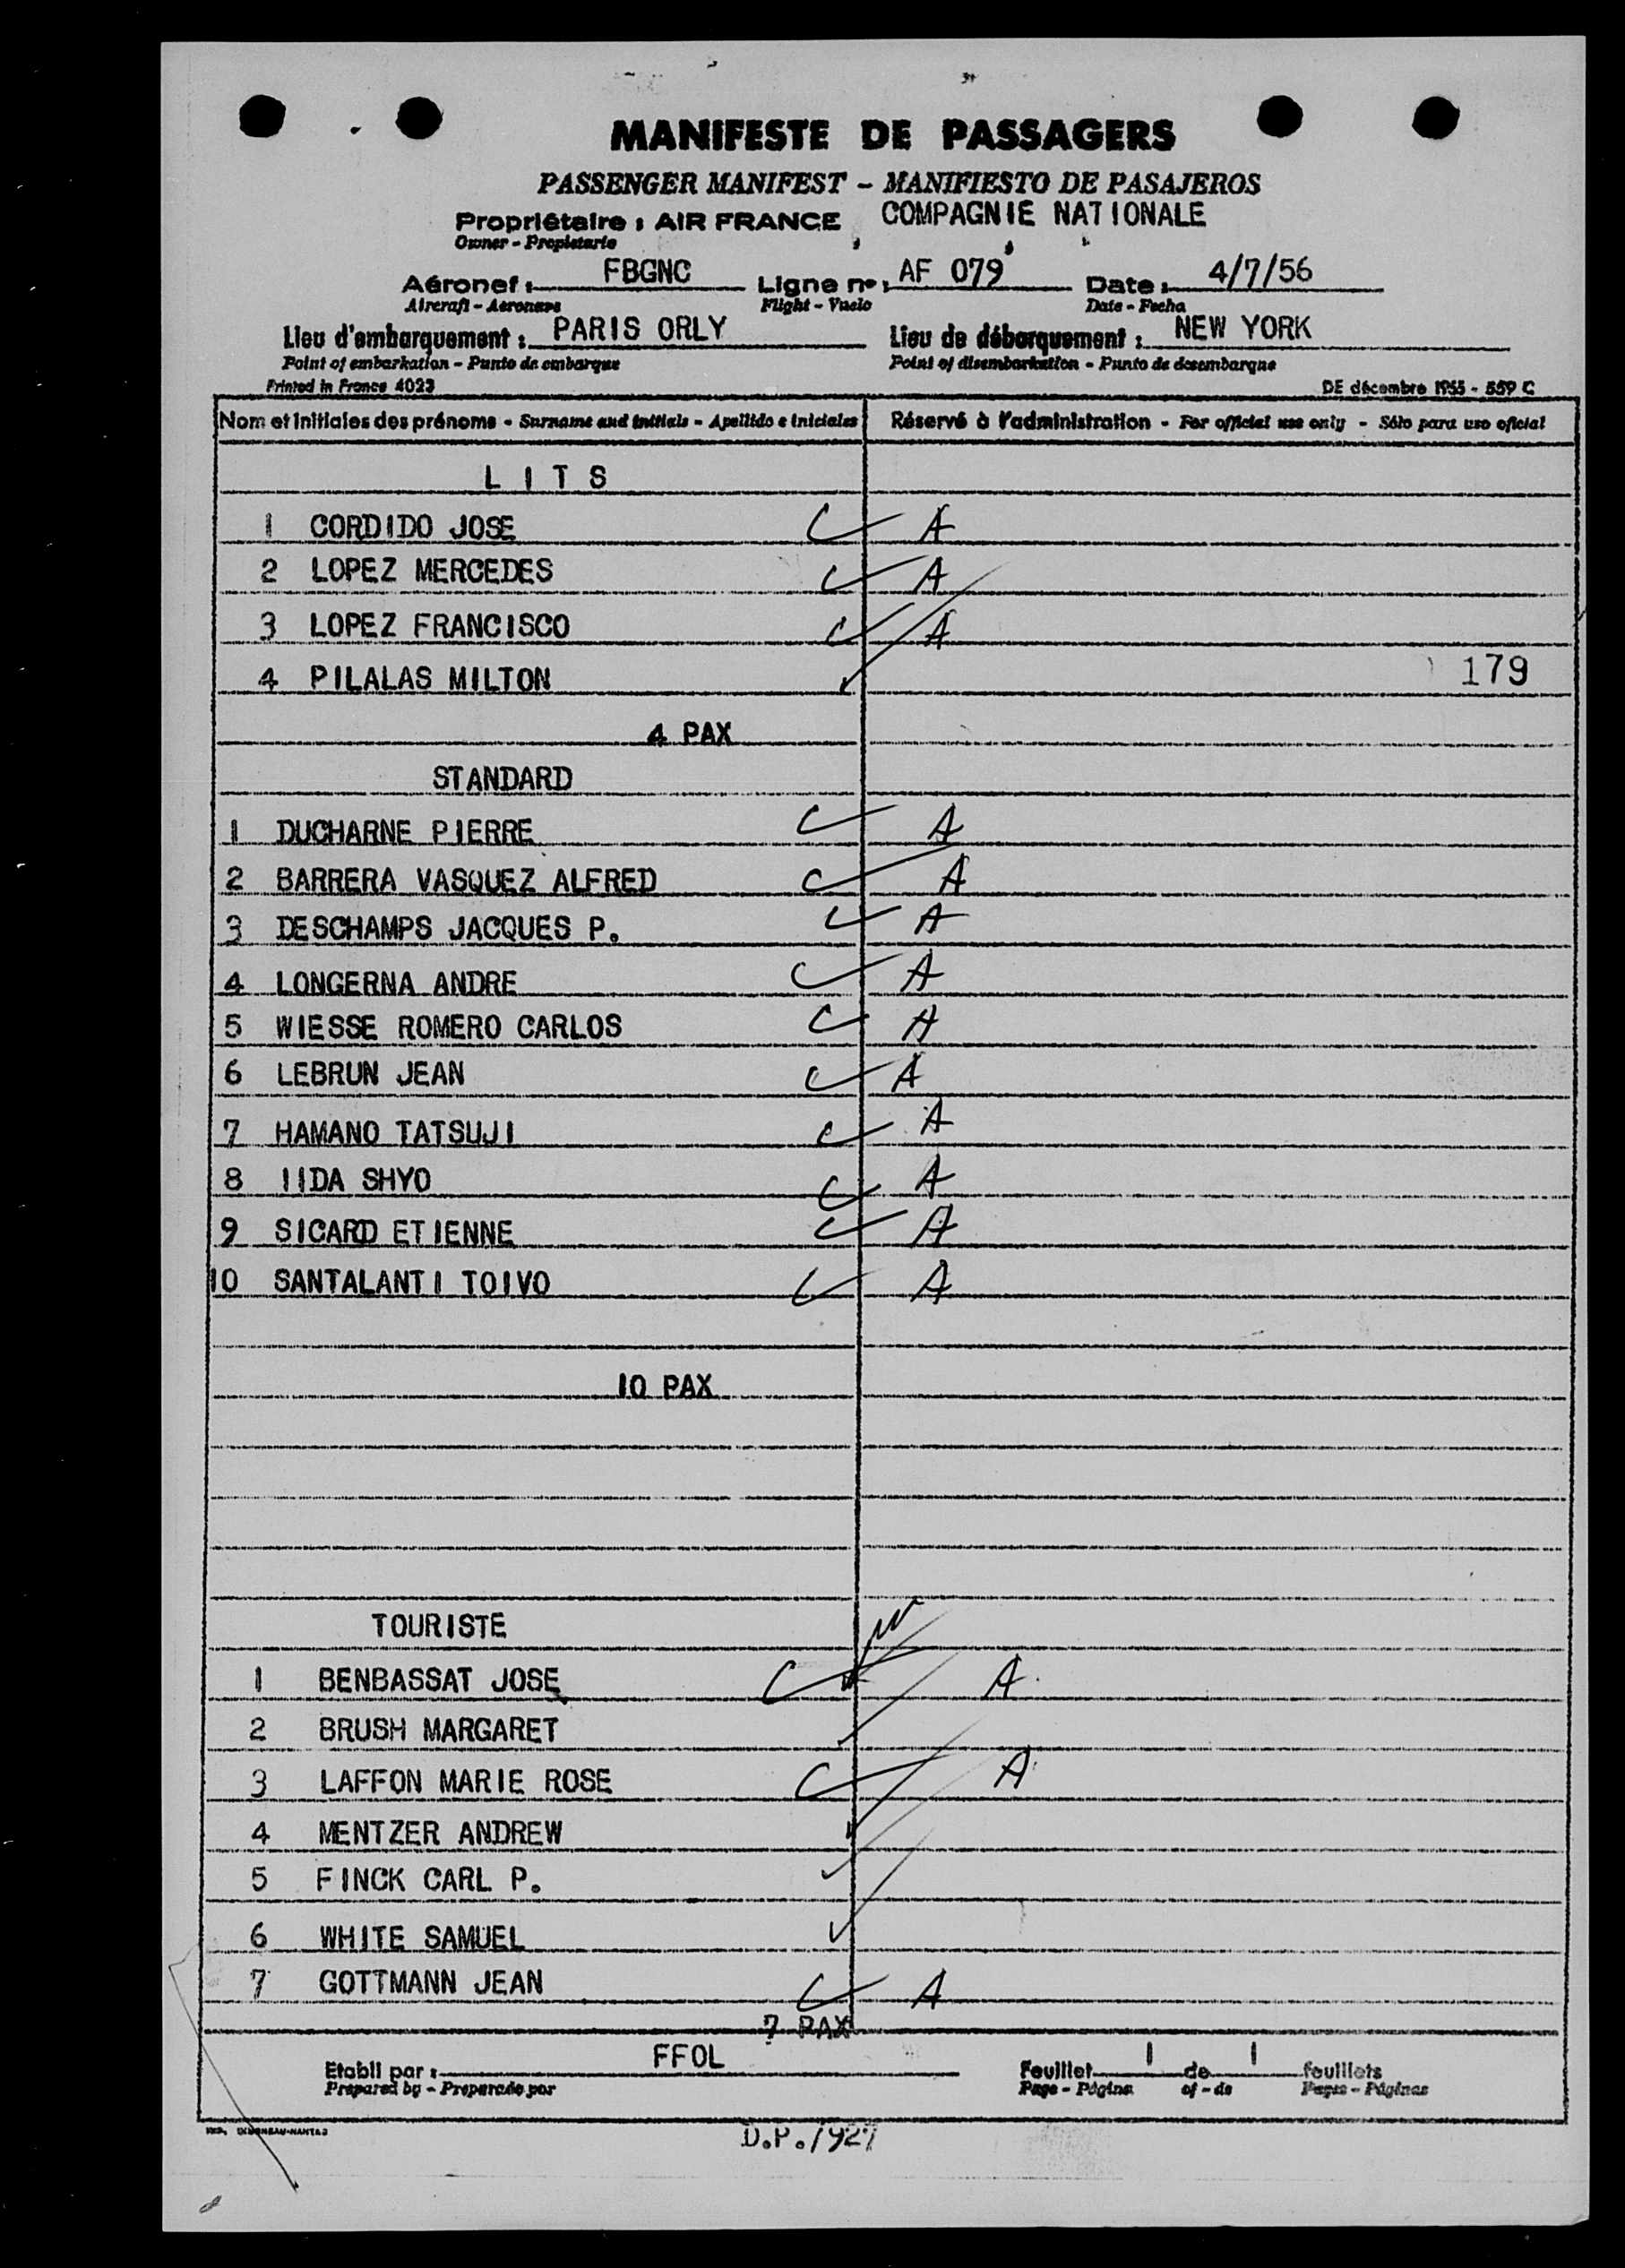 MANIFESTE DE PASSAGERS
PASSENGER MANIFEST - MANIFIESTO DE PASAJEROS
Propriétaire : AIR FRANCE, COMPAGNIE NATIONALE
Owner - Propietario
Aéronef : FBGNC Ligne nº : AF 079 Date : 4/7/56
Aircraft - Aeronave Flight - Vuelo Date - Fecha
Lieu d'embarquement : PARIS ORLY Lieu de débarquement : NEW YORK
Point of embarkation - Punto de embarque Point of disembarkation - Punto de desembarque
Printed in France 4023 DE décembre 1955 - 559 C
Nom et initiales des prénoms - Surname and initials - Apellido e iniciales Réservé à l'administration - For official use only - Sólo para uso oficial
LITS
1 CORDIDO JOSE A
2 LOPEZ MERCEDES A
3 LOPEZ FRANCISCO A
4 PILALAS MILTON 179
4 PAX
STANDARD
1 DUCHARNE PIERRE A
2 BARRERA VASQUEZ ALFRED A
3 DESCHAMPS JACQUES P. A
4 LONGERNA ANDRE A
5 WIESSE ROMERO CARLOS A
6 LEBRUN JEAN A
7 HAMANO TATSUJI A
8 IIDA SHYO A
9 SICARD ETIENNE A
10 SANTALANTI TOIVO A
10 PAX
TOURISTE
1 BENBASSAT JOSE A
2 BRUSH MARGARET
3 LAFFON MARIE ROSE A
4 MENTZER ANDREW
5 FINCK CARL P.
6 WHITE SAMUEL
7 GOTTMANN JEAN A
7 PAX
Etabli par : FFOL Feuillet 1 de 1 feuillets
Prepared by - Preparado por Page - Página of - de Pages - Páginas
D.P./927